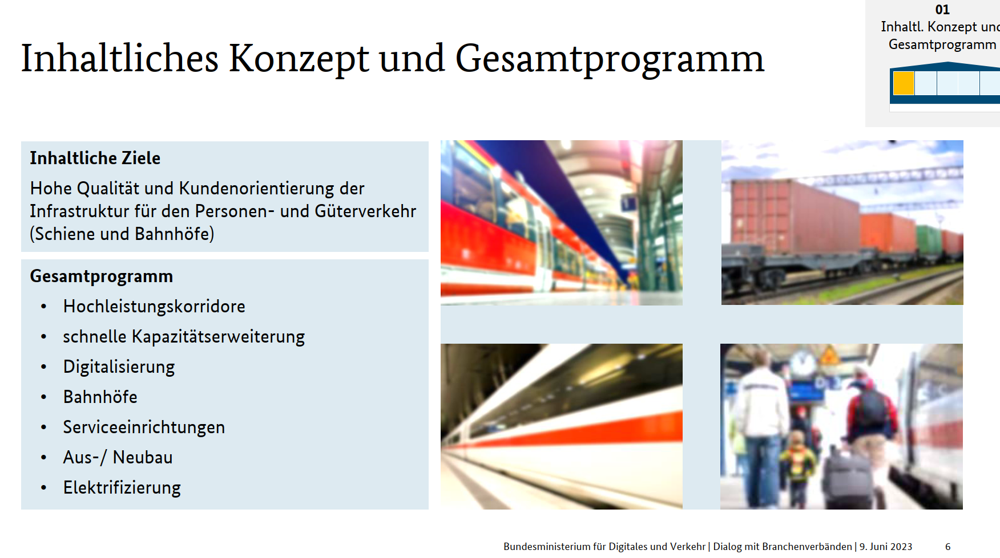 01
Inhaltl. Konzept und
Gesamtprogramm
Inhaltliches Konzept und Gesamtprogramm
Inhaltliche Ziele
Hohe Qualität und Kundenorientierung der
Infrastruktur für den Personen- und Güterverkehr
(Schiene und Bahnhöfe)
Gesamtprogramm
• Hochleistungskorridore
• schnelle Kapazitätserweiterung
• Digitalisierung
• Bahnhöfe
• Serviceeinrichtungen
• Aus-/ Neubau
• Elektrifizierung
Bundesministerium für Digitales und Verkehr | Dialog mit Branchenverbänden | 9. Juni 2023 6